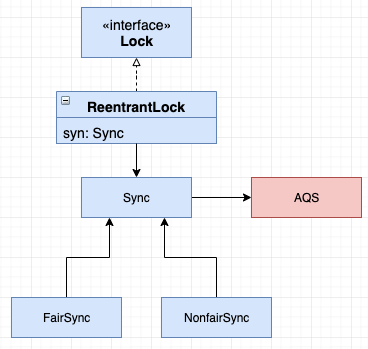 «interface»
Lock
ReentrantLock
syn: Sync
Sync
AQS
FairSync
NonfairSync